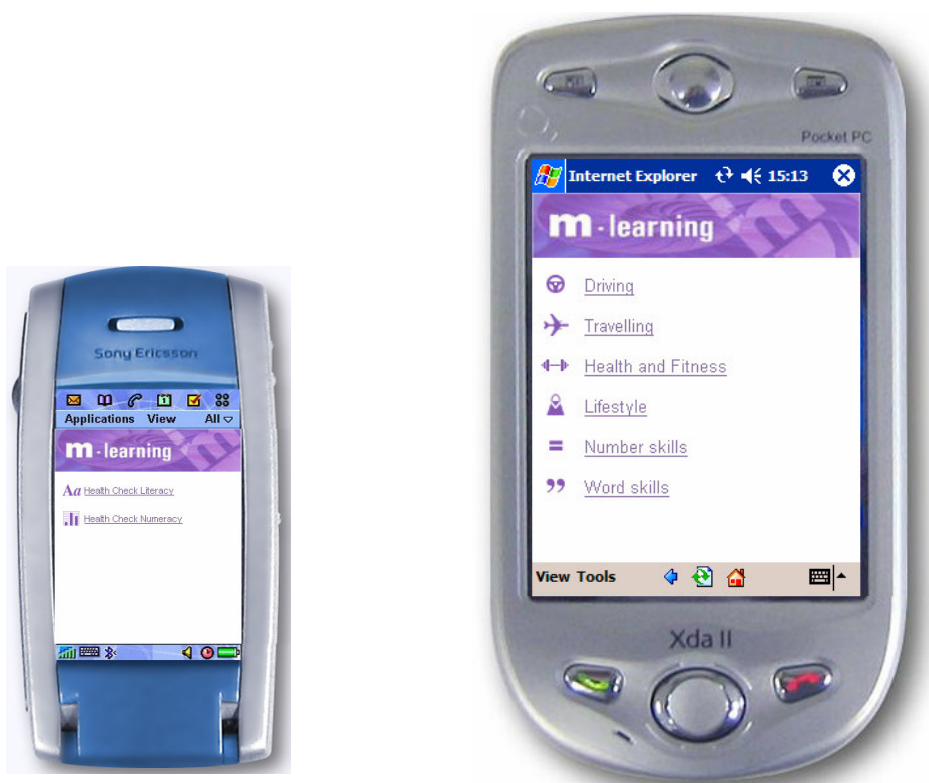 Sony Ericsson
Applications View All
m-learning
Aa Health Check Literacy
Health Check Numeracy
Pocket PC
Internet Explorer 15:13
m-learning
Driving
Travelling
Health and Fitness
Lifestyle
= Number skills
” Word skills
View Tools
Xda II